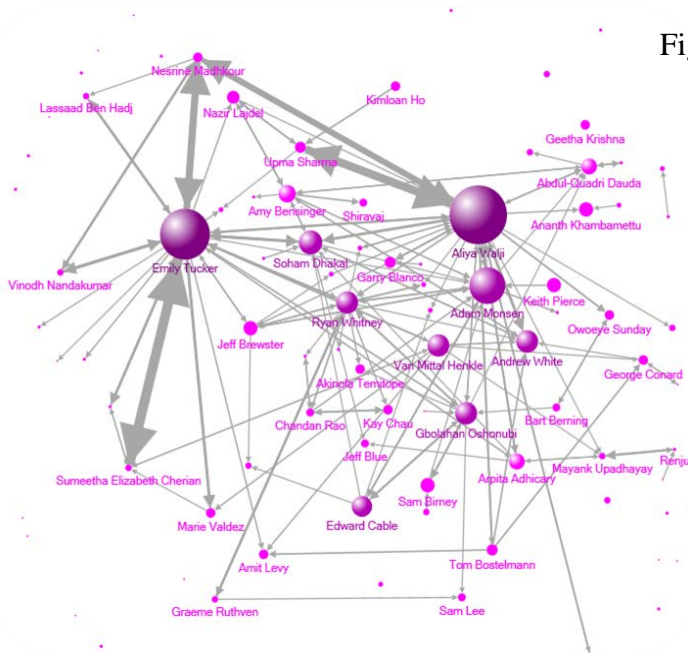 Fig
Nesrine Madhkour
Lassaad Ben Hadj
Nazir Lajdel
Kimloan Ho
Geetha Krishna
Upma Sharma
Abdul-Quadri Dauda
Amy Bensinger
Shiravaj
Ananth Khambamettu
Emily Tucker
Soham Dhakal
Aliya Walji
Vinodh Nandakumar
Garry Blanco
Ryan Whitney
Adam Monsen
Keith Pierce
Owoeye Sunday
Jeff Brewster
Van Mittal Henkle
Andrew White
George Conard
Akinola Temitope
Chandan Rao
Kay Chau
Gbolahan Oshonubi
Bart Berning
Jeff Blue
Sumeetha Elizabeth Cherian
Arpita Adhicary
Mayank Upadhayay
Renju
Sam Birney
Marie Valdez
Edward Cable
Amit Levy
Tom Bostelmann
Graeme Ruthven
Sam Lee